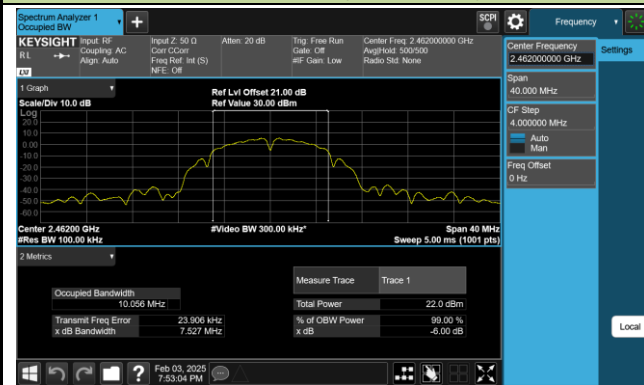 Spectrum Analyzer 1
Occupied BW
SCPI
Frequency
KEYSIGHT
RL
LXI
Input: RF
Coupling: AC
Align: Auto
Input Z: 50 Ω
Corr CCorr
Freq Ref: Int (S)
NFE: Off
Atten: 20 dB
Trig: Free Run
Gate: Off
#IF Gain: Low
Center Freq: 2.462000000 GHz
Avg|Hold: 500/500
Radio Std: None
Center Frequency
2.462000000 GHz
Settings
Span
40.000 MHz
CF Step
4.000000 MHz
Auto
Man
Freq Offset
0 Hz
Local
1 Graph
Scale/Div 10.0 dB
Ref Lvl Offset 21.00 dB
Ref Value 30.00 dBm
Log
20.0
10.0
0.00
-10.0
-20.0
-30.0
-40.0
-50.0
-60.0
Center 2.46200 GHz
#Res BW 100.00 kHz
#Video BW 300.00 kHz*
Span 40 MHz
Sweep 5.00 ms (1001 pts)
2 Metrics
Measure Trace Trace 1
Occupied Bandwidth
10.056 MHz
Total Power 22.0 dBm
Transmit Freq Error 23.906 kHz
% of OBW Power 99.00 %
x dB Bandwidth 7.527 MHz
x dB -6.00 dB
?
Feb 03, 2025
7:53:04 PM